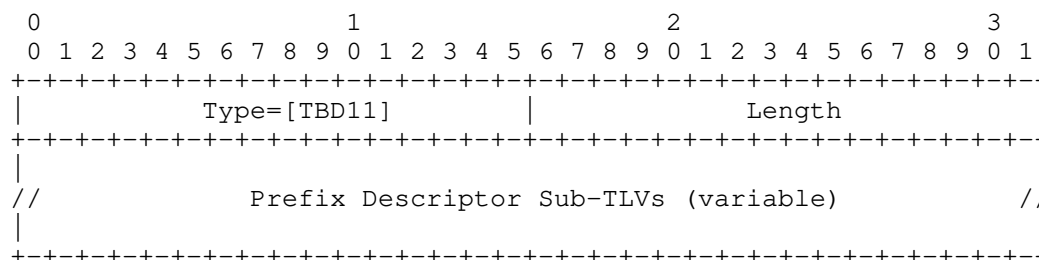 0                   1                   2                   3
 0 1 2 3 4 5 6 7 8 9 0 1 2 3 4 5 6 7 8 9 0 1 2 3 4 5 6 7 8 9 0 1
+-+-+-+-+-+-+-+-+-+-+-+-+-+-+-+-+-+-+-+-+-+-+-+-+-+-+-+-+-+-+-+-
|           Type=[TBD11]        |             Length
+-+-+-+-+-+-+-+-+-+-+-+-+-+-+-+-+-+-+-+-+-+-+-+-+-+-+-+-+-+-+-+-
|
//             Prefix Descriptor Sub-TLVs (variable)           //
|
+-+-+-+-+-+-+-+-+-+-+-+-+-+-+-+-+-+-+-+-+-+-+-+-+-+-+-+-+-+-+-+-